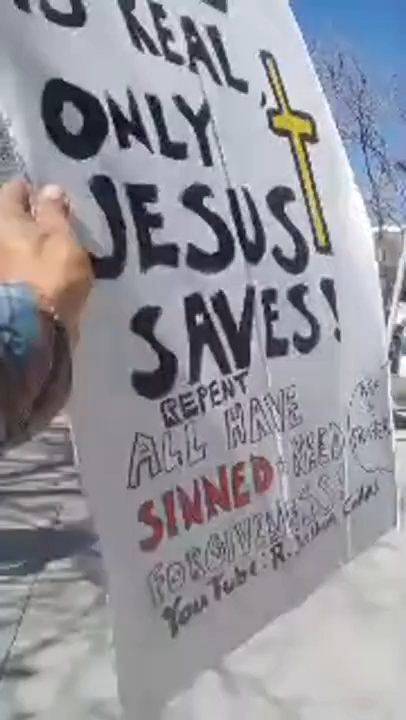 IS REAL,
ONLY
JESUS
SAVES!
REPENT
ALL HAVE
SINNED. NEED
FORGIVENESS!
YouTube: R.